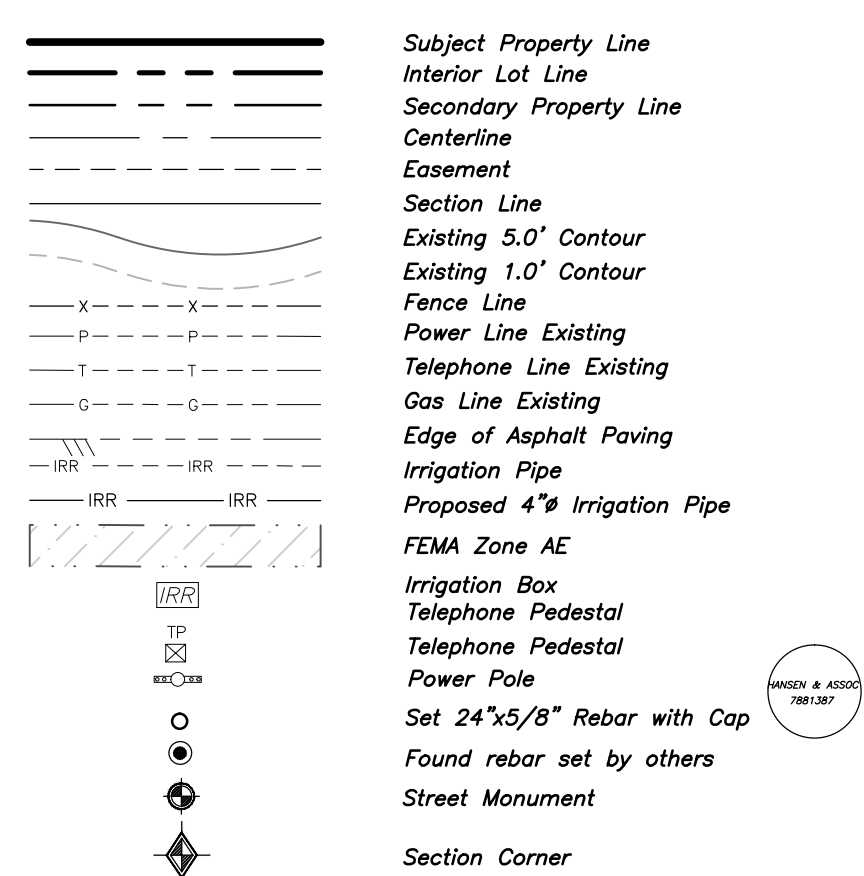 Subject Property Line
Interior Lot Line
Secondary Property Line
Centerline
Easement
Section Line
Existing 5.0' Contour
Existing 1.0' Contour
X X Fence Line
P P Power Line Existing
T T Telephone Line Existing
G G Gas Line Existing
Edge of Asphalt Paving
IRR IRR Irrigation Pipe
IRR IRR Proposed 4"ø Irrigation Pipe
FEMA Zone AE
IRR Irrigation Box
Telephone Pedestal
TP Telephone Pedestal
Power Pole
Set 24"x5/8" Rebar with Cap
HANSEN & ASSOC
7881387
Found rebar set by others
Street Monument
Section Corner